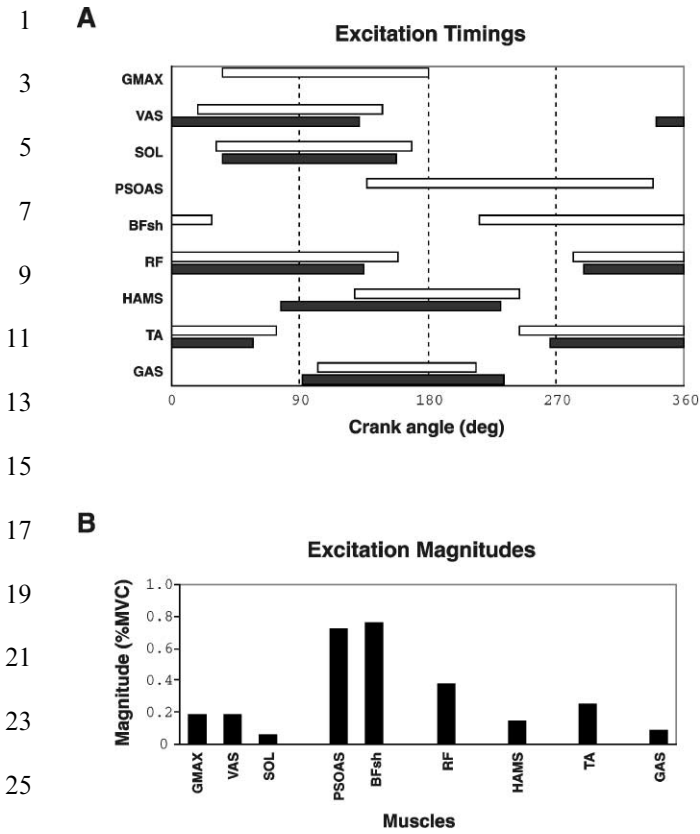 1
A
Excitation Timings
3
GMAX
VAS
5
SOL
PSOAS
7
BFsh
RF
9
HAMS
11
TA
GAS
13
0 90 180 270 360
Crank angle (deg)
15
17
B
Excitation Magnitudes
19
1.0
0.8
21
0.6
0.4
23
0.2
0
Magnitude (%MVC)
25
GMAX VAS SOL PSOAS BFsh RF HAMS TA GAS
Muscles